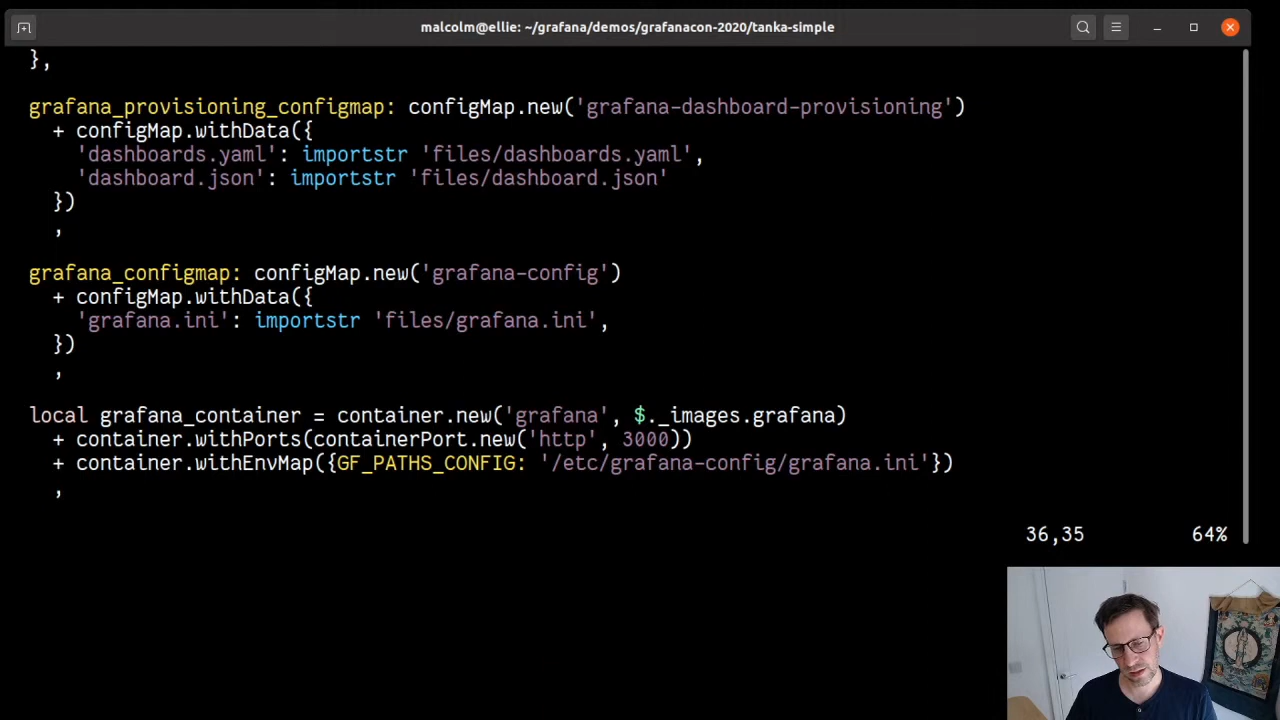 malcolm@ellie: ~/grafana/demos/grafanacon-2020/tanka-simple
},
grafana_provisioning_configmap: configMap.new('grafana-dashboard-provisioning')
+ configMap.withData({
'dashboards.yaml': importstr 'files/dashboards.yaml',
'dashboard.json': importstr 'files/dashboard.json'
})
,
grafana_configmap: configMap.new('grafana-config')
+ configMap.withData({
'grafana.ini': importstr 'files/grafana.ini',
})
,
local grafana_container = container.new('grafana', $._images.grafana)
+ container.withPorts(containerPort.new('http', 3000))
+ container.withEnvMap({GF_PATHS_CONFIG: '/etc/grafana-config/grafana.ini'})
,
36,35 64%